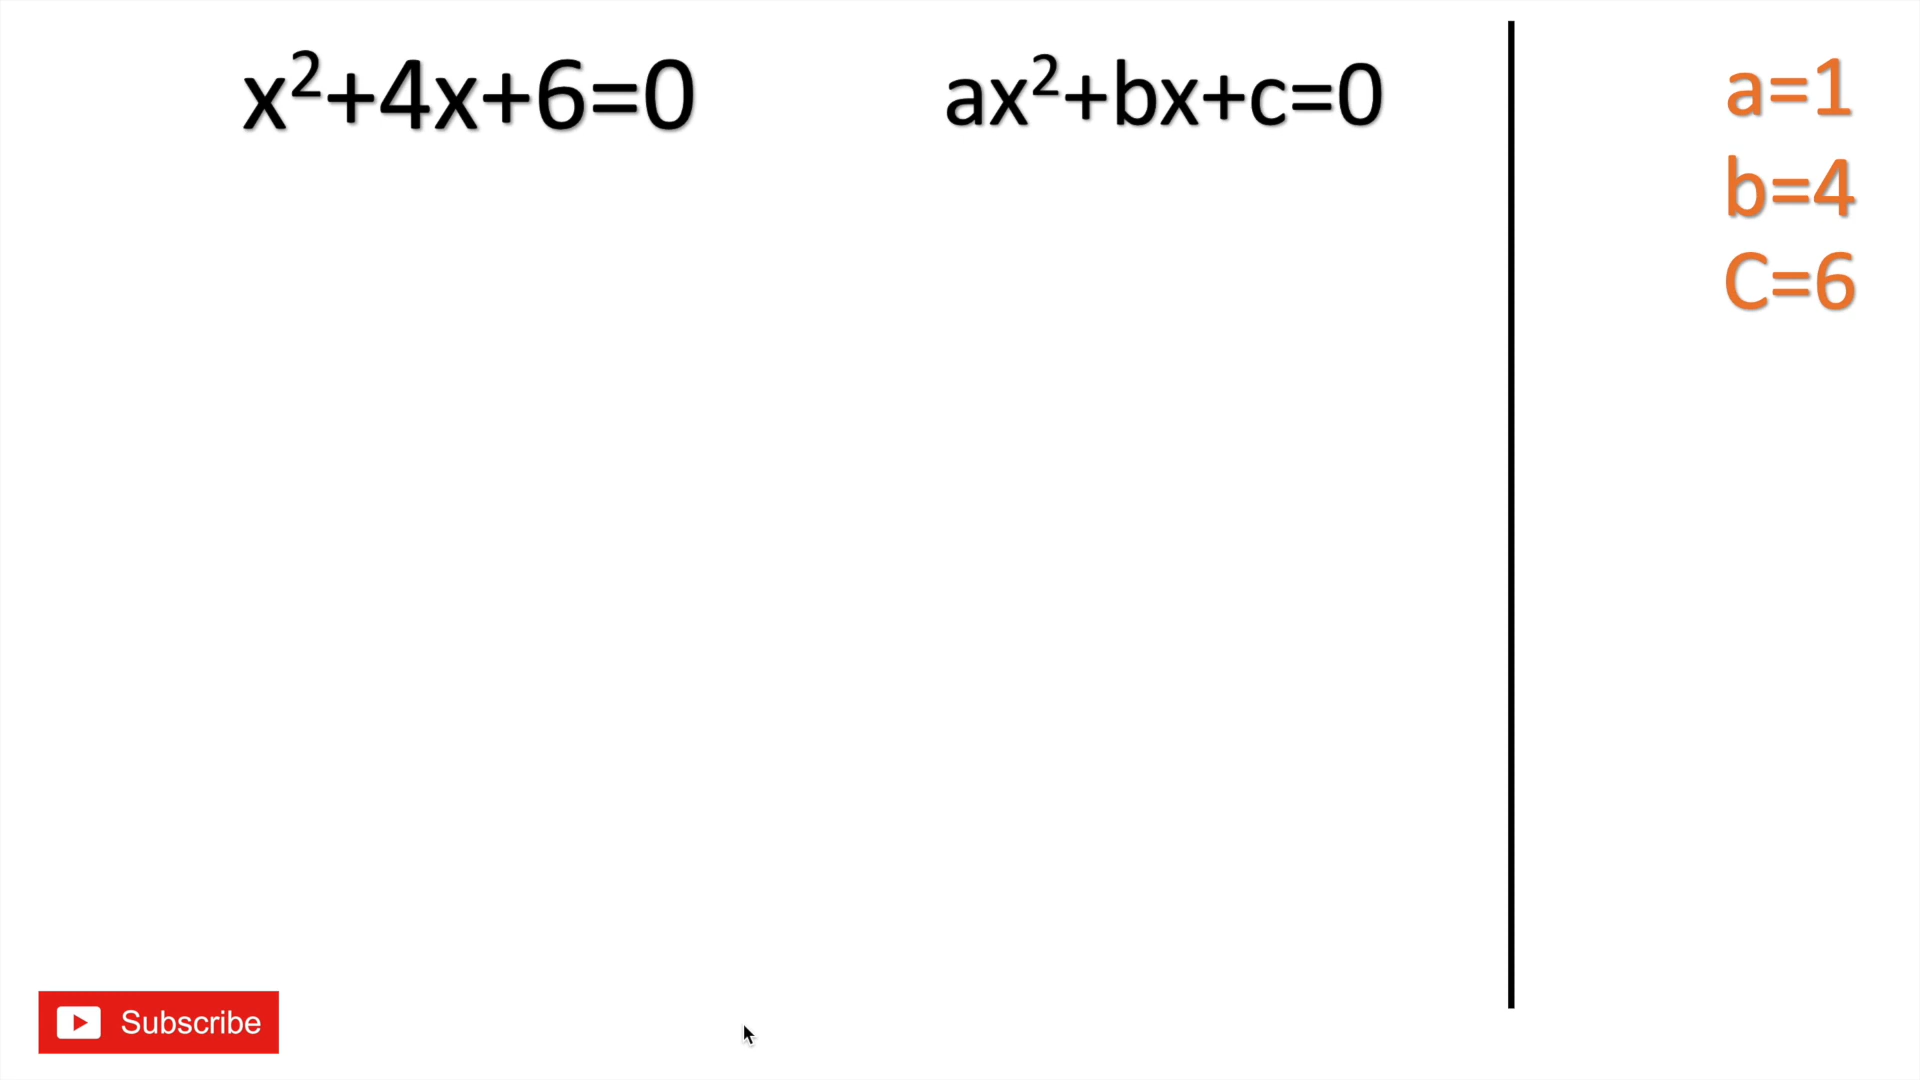 x²+4x+6=0
ax²+bx+c=0
a=1
b=4
C=6
Subscribe